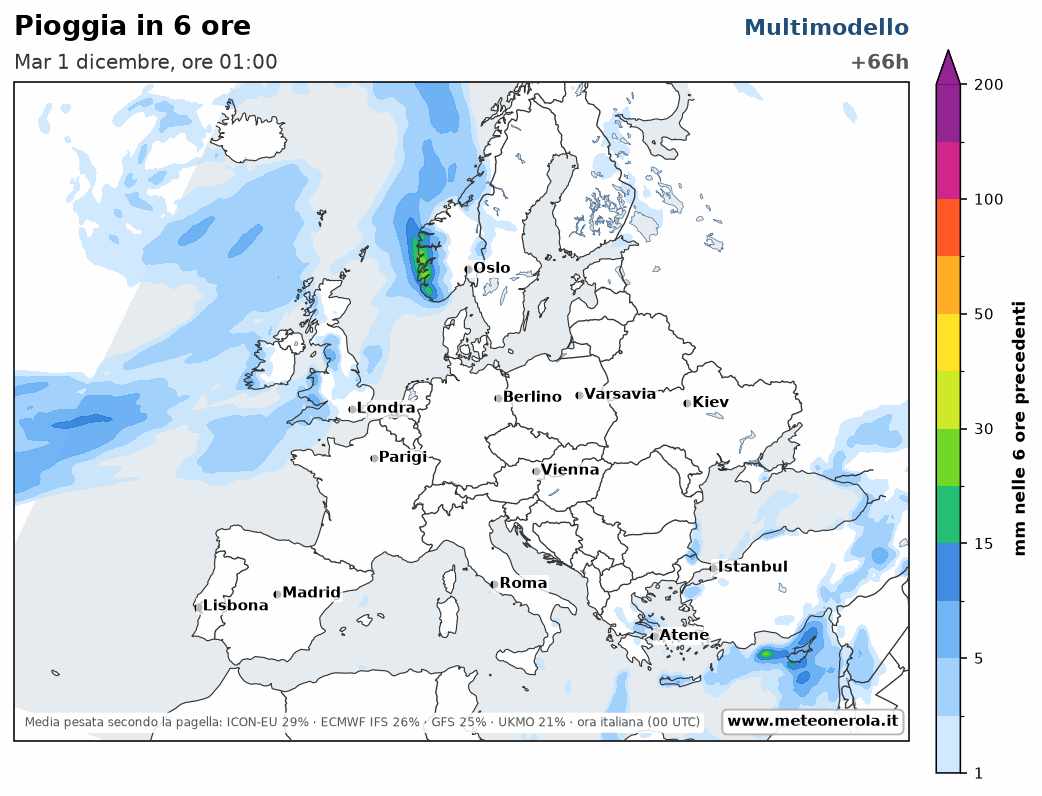 Pioggia in 6 ore
Multimodello
Mar 1 dicembre, ore 01:00
+66h
200
100
50
30
15
5
1
mm nelle 6 ore precedenti
Oslo
Berlino
Varsavia
Kiev
Londra
Parigi
Vienna
Istanbul
Roma
Madrid
Lisbona
Atene
Media pesata secondo la pagella: ICON-EU 29% · ECMWF IFS 26% · GFS 25% · UKMO 21% · ora italiana (00 UTC)
www.meteonerola.it